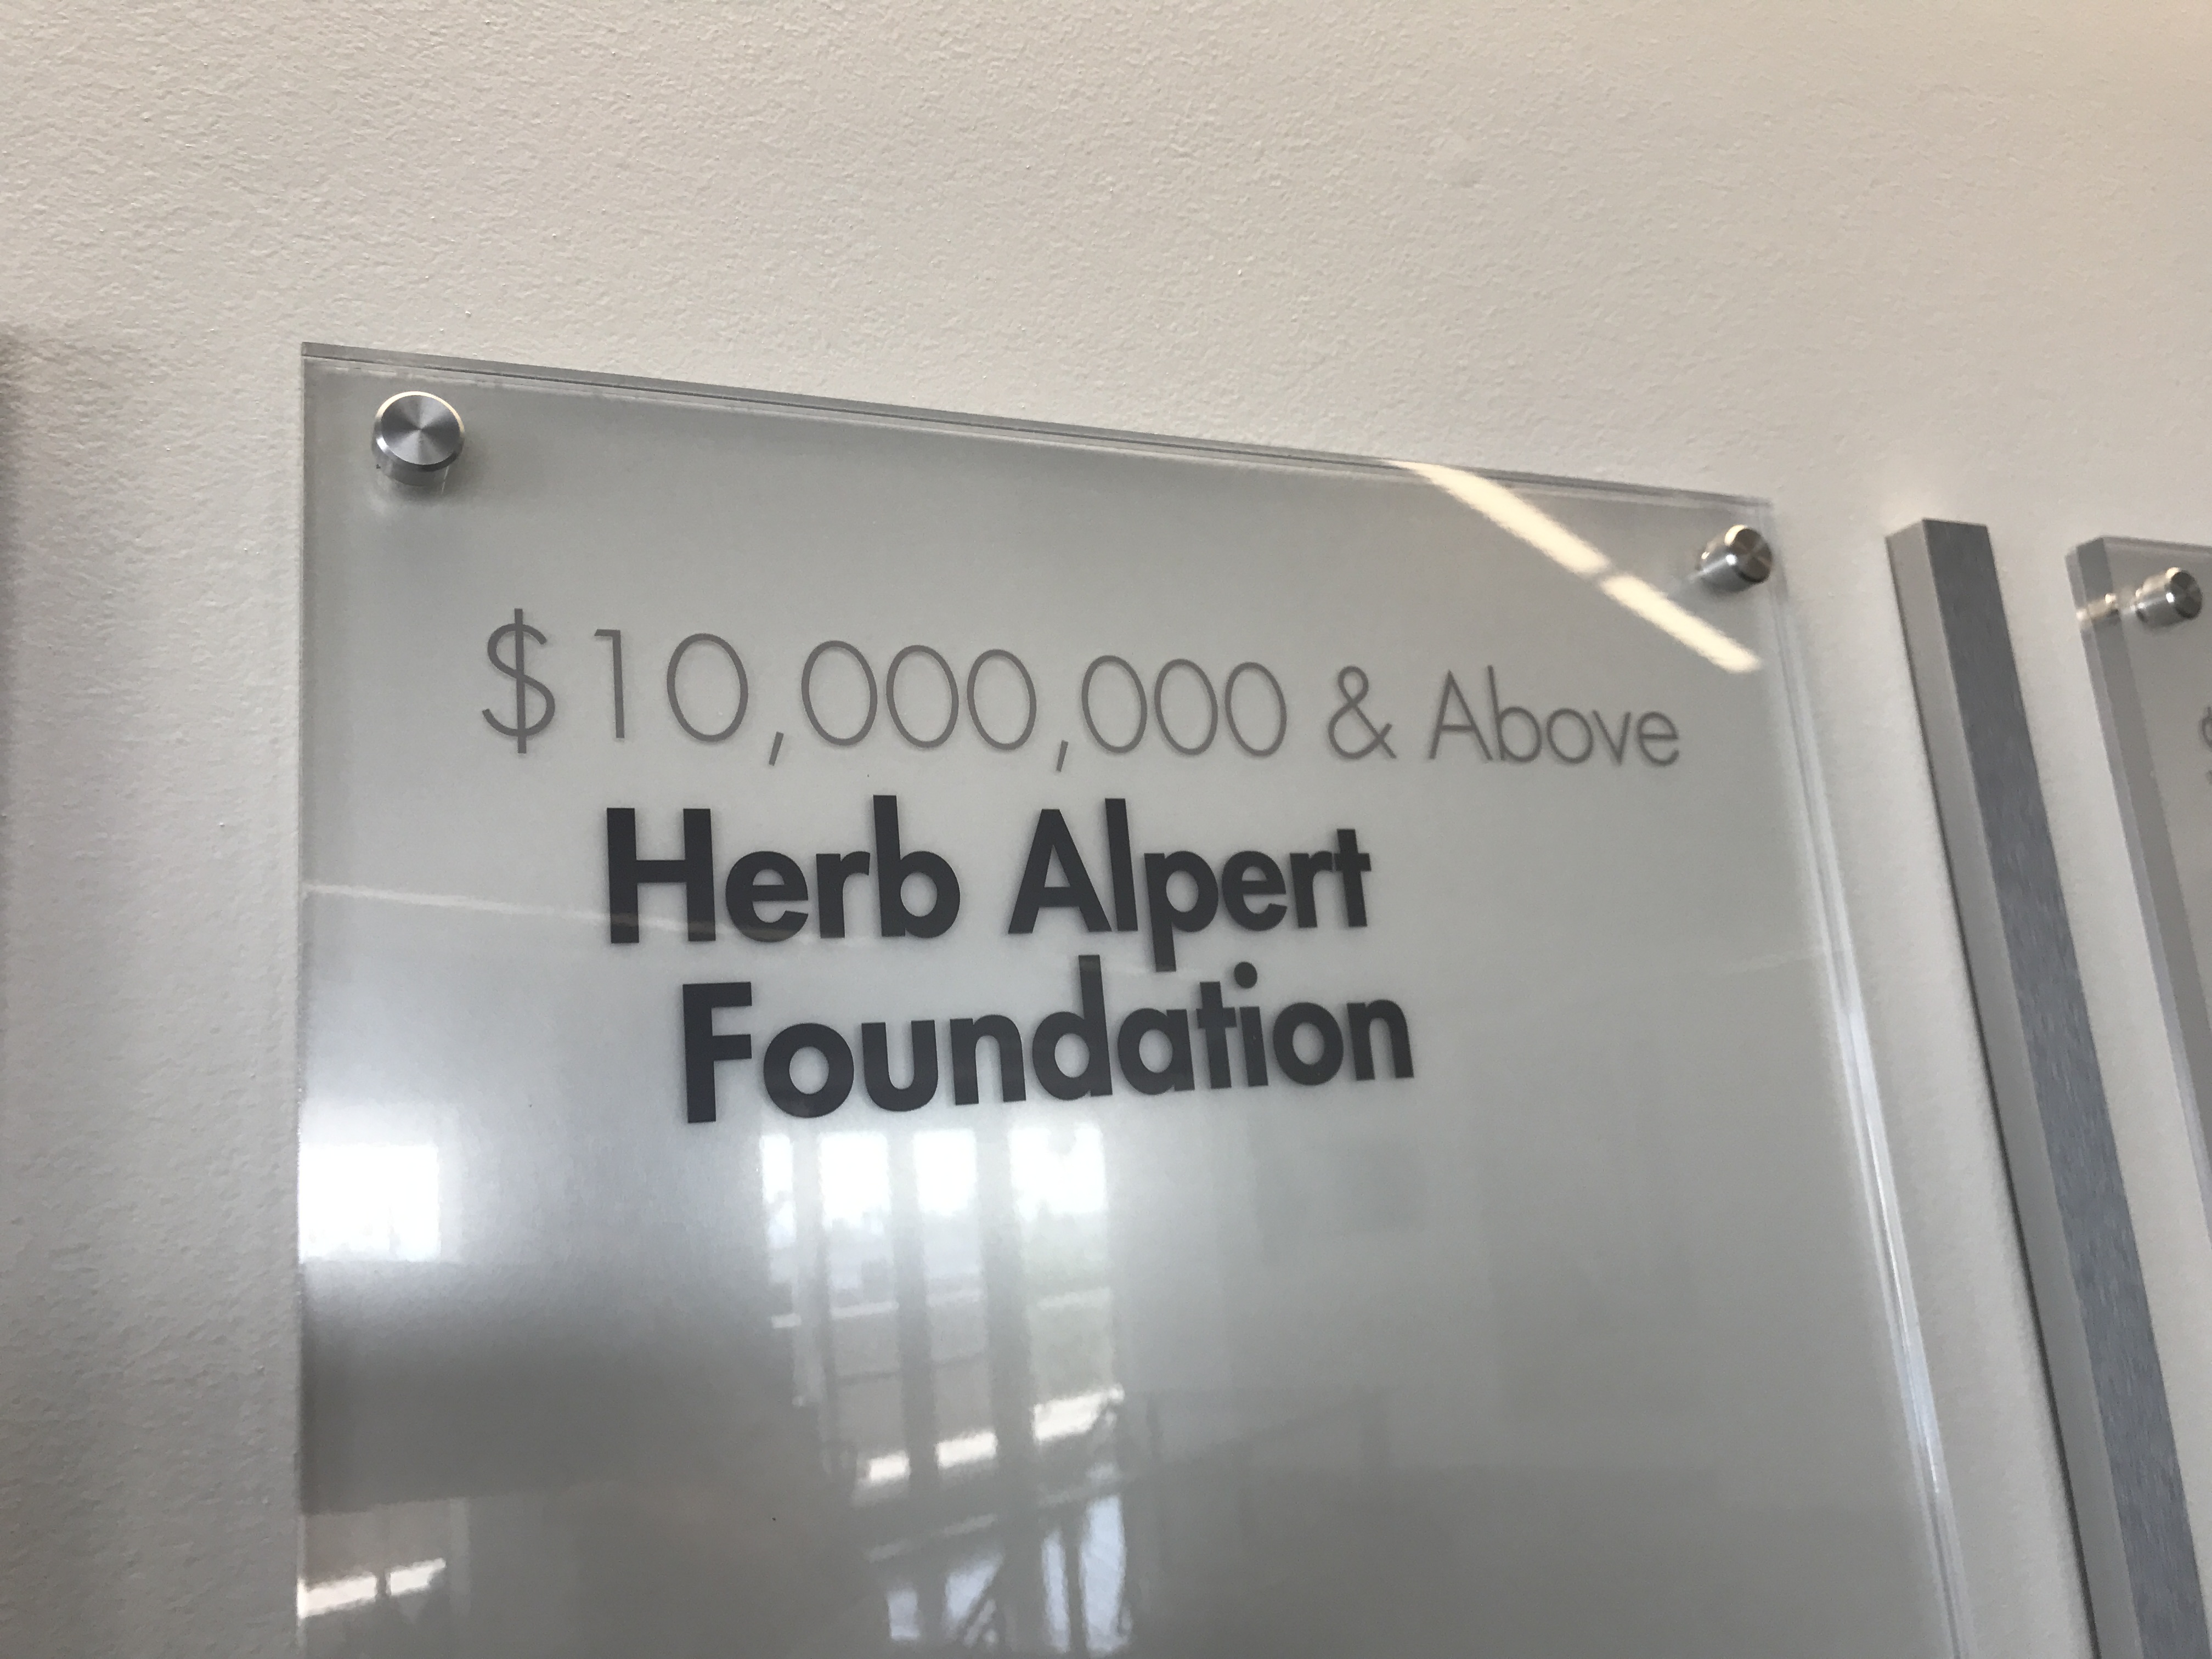 $10,000,000 & Above
Herb Alpert
Foundation